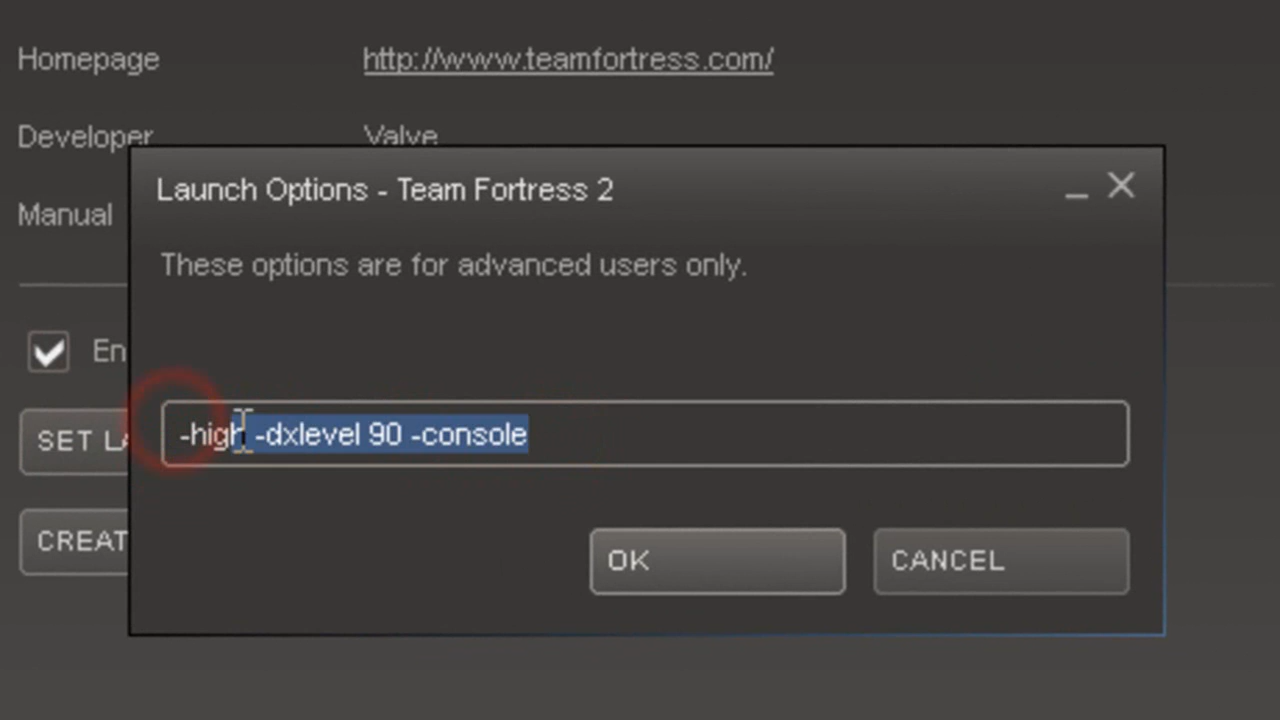 Homepage http://www.teamfortress.com/
Developer Valve
Manual
Launch Options - Team Fortress 2
These options are for advanced users only.
En
-high -dxlevel 90 -console
SET LA
CREAT
OK CANCEL